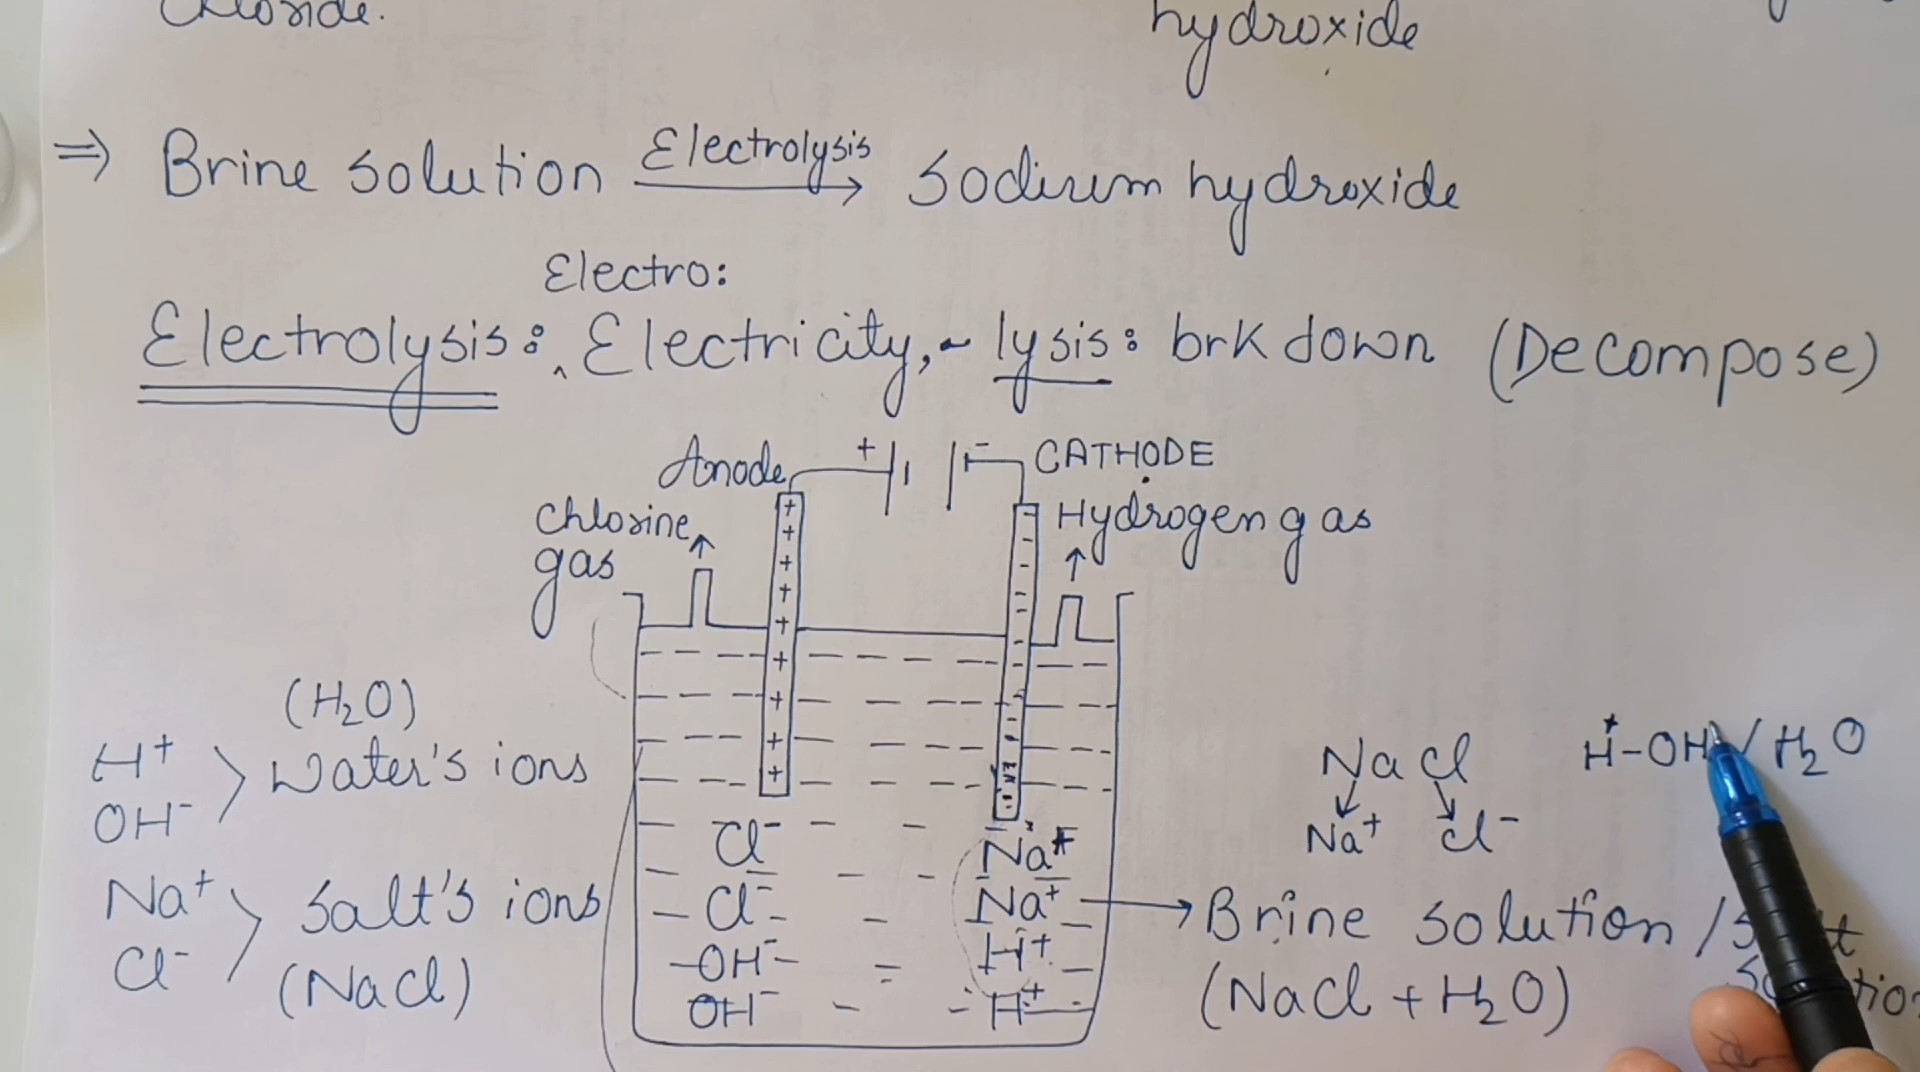 Chloride.
hydroxide
⇒ Brine solution Electrolysis → Sodium hydroxide
Electro:
Electrolysis: Electricity, - lysis: brk down (Decompose)
Anode + - CATHODE
Chlorine gas
Hydrogen gas
(H₂O)
H⁺
OH⁻
> Water's ions
Na⁺
Cl⁻
> Salt's ions
(NaCl)
Cl⁻
Cl⁻
OH⁻
OH⁻
Na⁺
Na⁺
H⁺
H⁺
NaCl
Na⁺ Cl⁻
H⁺-OH / H₂O
→ Brine solution /
(NaCl + H₂O)